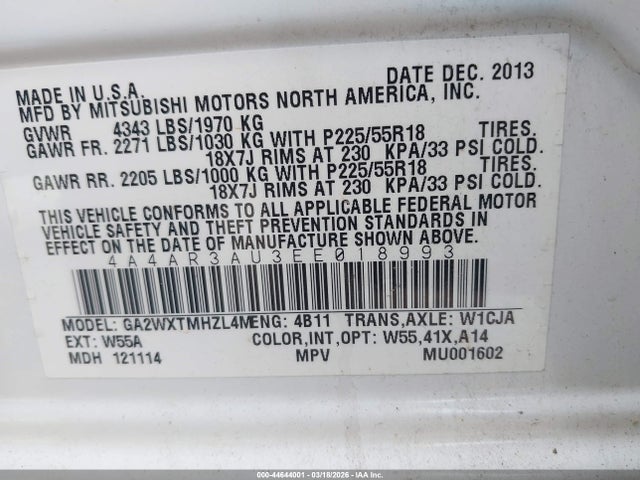 MADE IN U.S.A. DATE DEC. 2013
MFD BY MITSUBISHI MOTORS NORTH AMERICA, INC.
GVWR 4343 LBS/1970 KG
GAWR FR. 2271 LBS/1030 KG WITH P225/55R18 TIRES.
18X7J RIMS AT 230 KPA/33 PSI COLD.
GAWR RR. 2205 LBS/1000 KG WITH P225/55R18 TIRES.
18X7J RIMS AT 230 KPA/33 PSI COLD.
THIS VEHICLE CONFORMS TO ALL APPLICABLE FEDERAL MOTOR
VEHICLE SAFETY AND THEFT PREVENTION STANDARDS IN
EFFECT ON THE DATE OF MANUFACTURE SHOWN ABOVE.
4A4AR3AU3EE018993
MODEL: GA2WXTMHZL4MENG: 4B11 TRANS,AXLE: W1CJA
EXT: W55A COLOR,INT,OPT: W55,41X,A14
MDH 121114 MPV MU001602
000-44644001 - 03/18/2026 - IAA Inc.